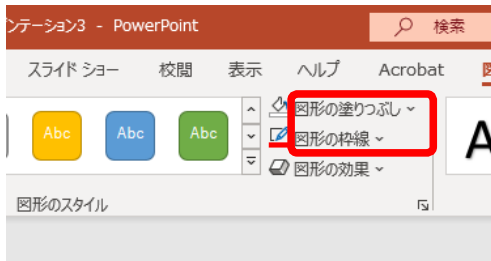 ンテーション3 - PowerPoint
検索
スライド ショー 校閲 表示 ヘルプ Acrobat
Abc Abc Abc
図形の塗りつぶし
図形の枠線
図形の効果
A
図形のスタイル